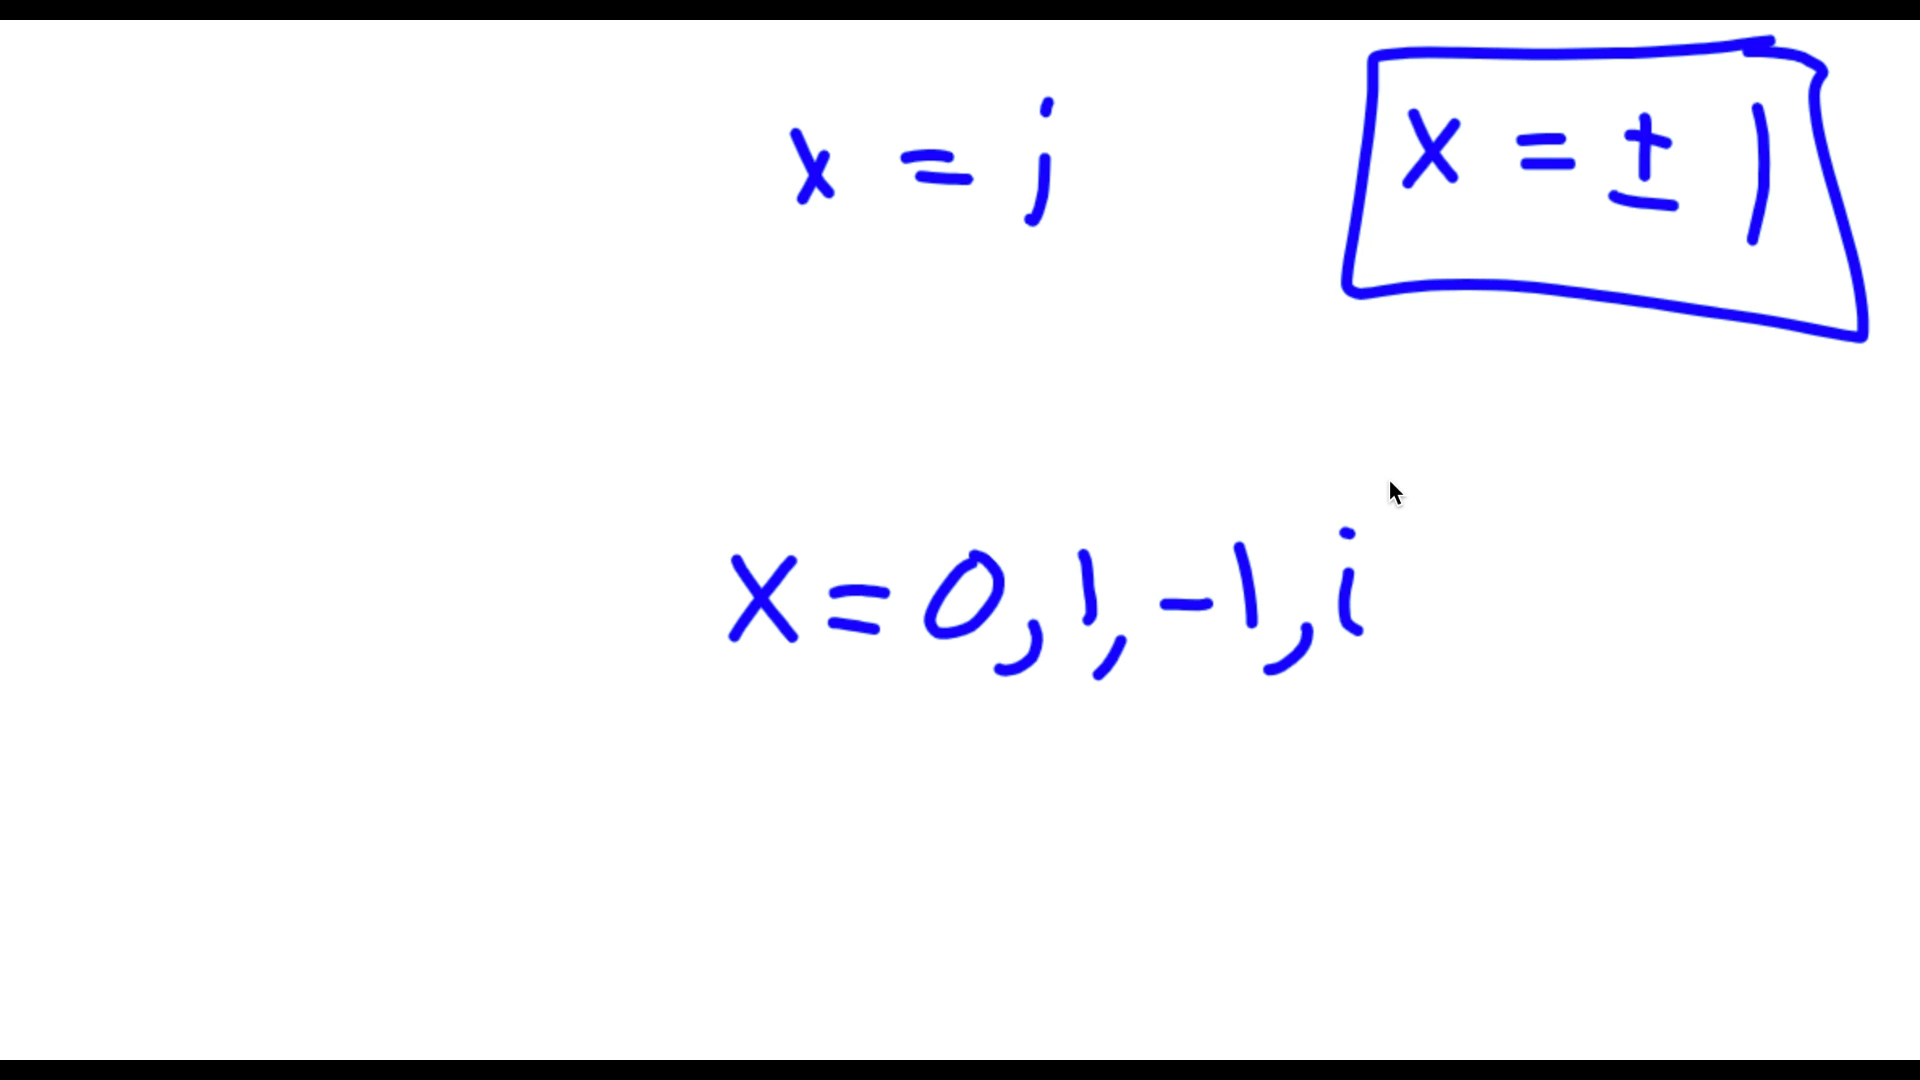 x = i
x = ± 1
x = 0, 1, -1, i